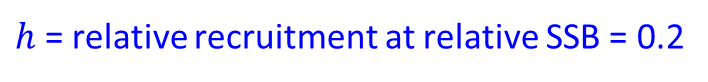 h = relative recruitment at relative SSB = 0.2